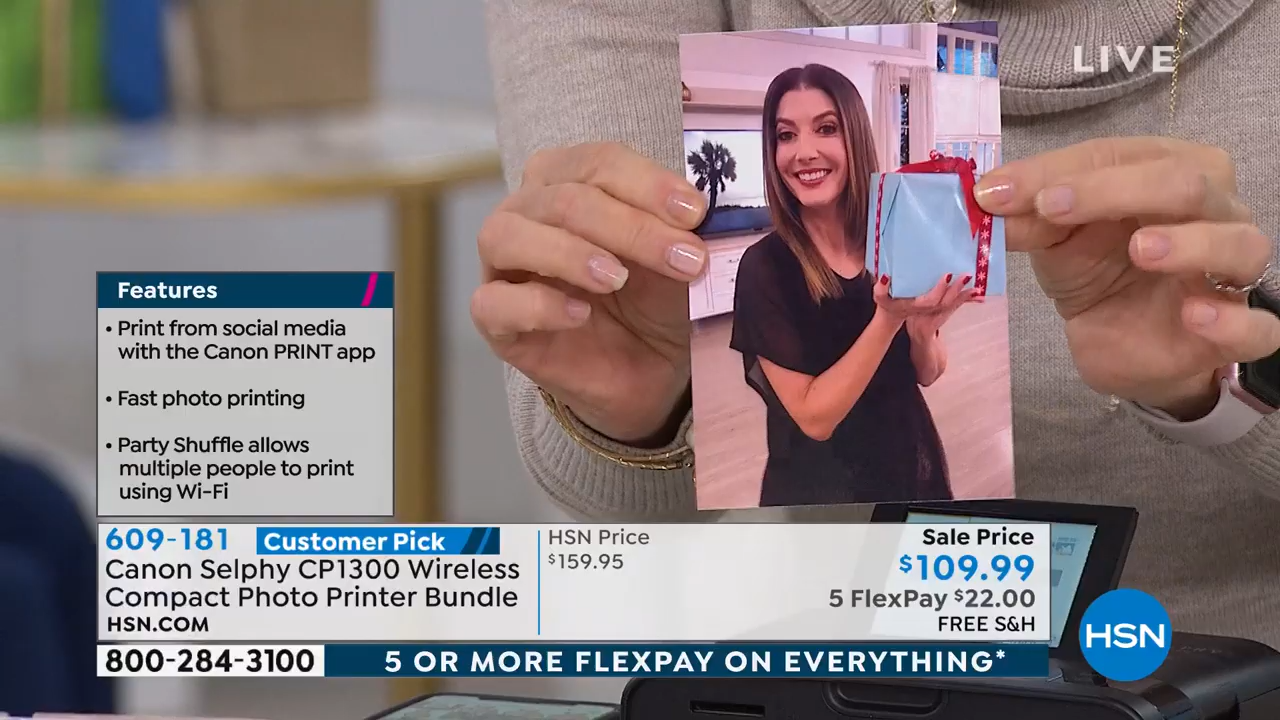 LIVE
Features
• Print from social media
with the Canon PRINT app
• Fast photo printing
• Party Shuffle allows
multiple people to print
using Wi-Fi
609-181 Customer Pick
Canon Selphy CP1300 Wireless
Compact Photo Printer Bundle
HSN.COM
HSN Price
$159.95
Sale Price
$109.99
5 FlexPay $22.00
FREE S&H
HSN
800-284-3100
5 OR MORE FLEXPAY ON EVERYTHING*